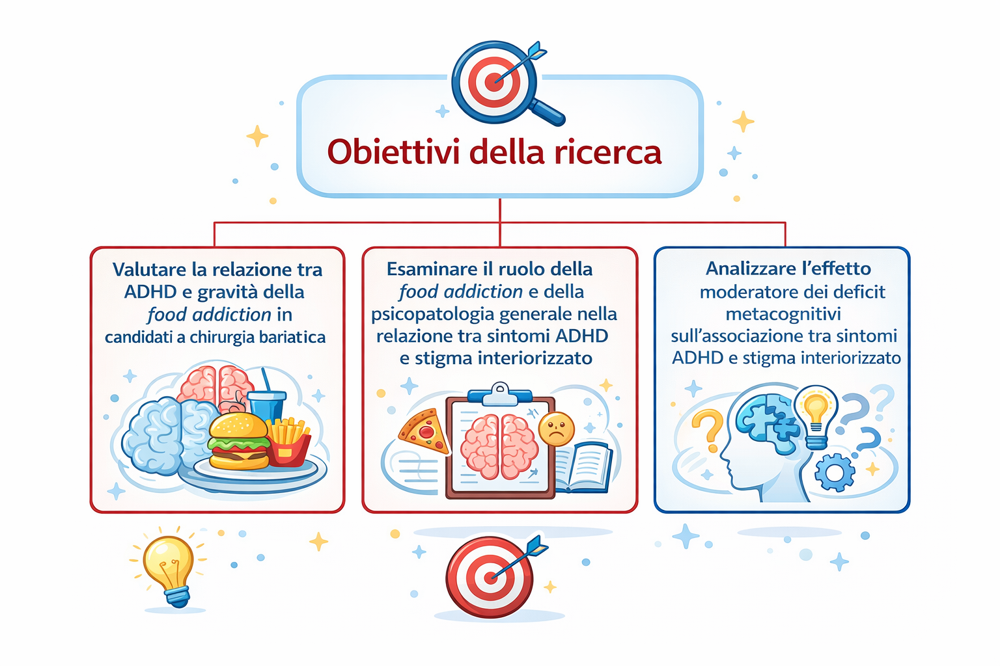 Obiettivi della ricerca
Valutare la relazione tra
ADHD e gravità della
food addiction in
candidati a chirurgia bariatica
Esaminare il ruolo della
food addiction e della
psicopatologia generale nella
relazione tra sintomi ADHD
e stigma interiorizzato
Analizzare l'effetto
moderatore dei deficit
metacognitivi
sull'associazione tra sintomi
ADHD e stigma interiorizzato